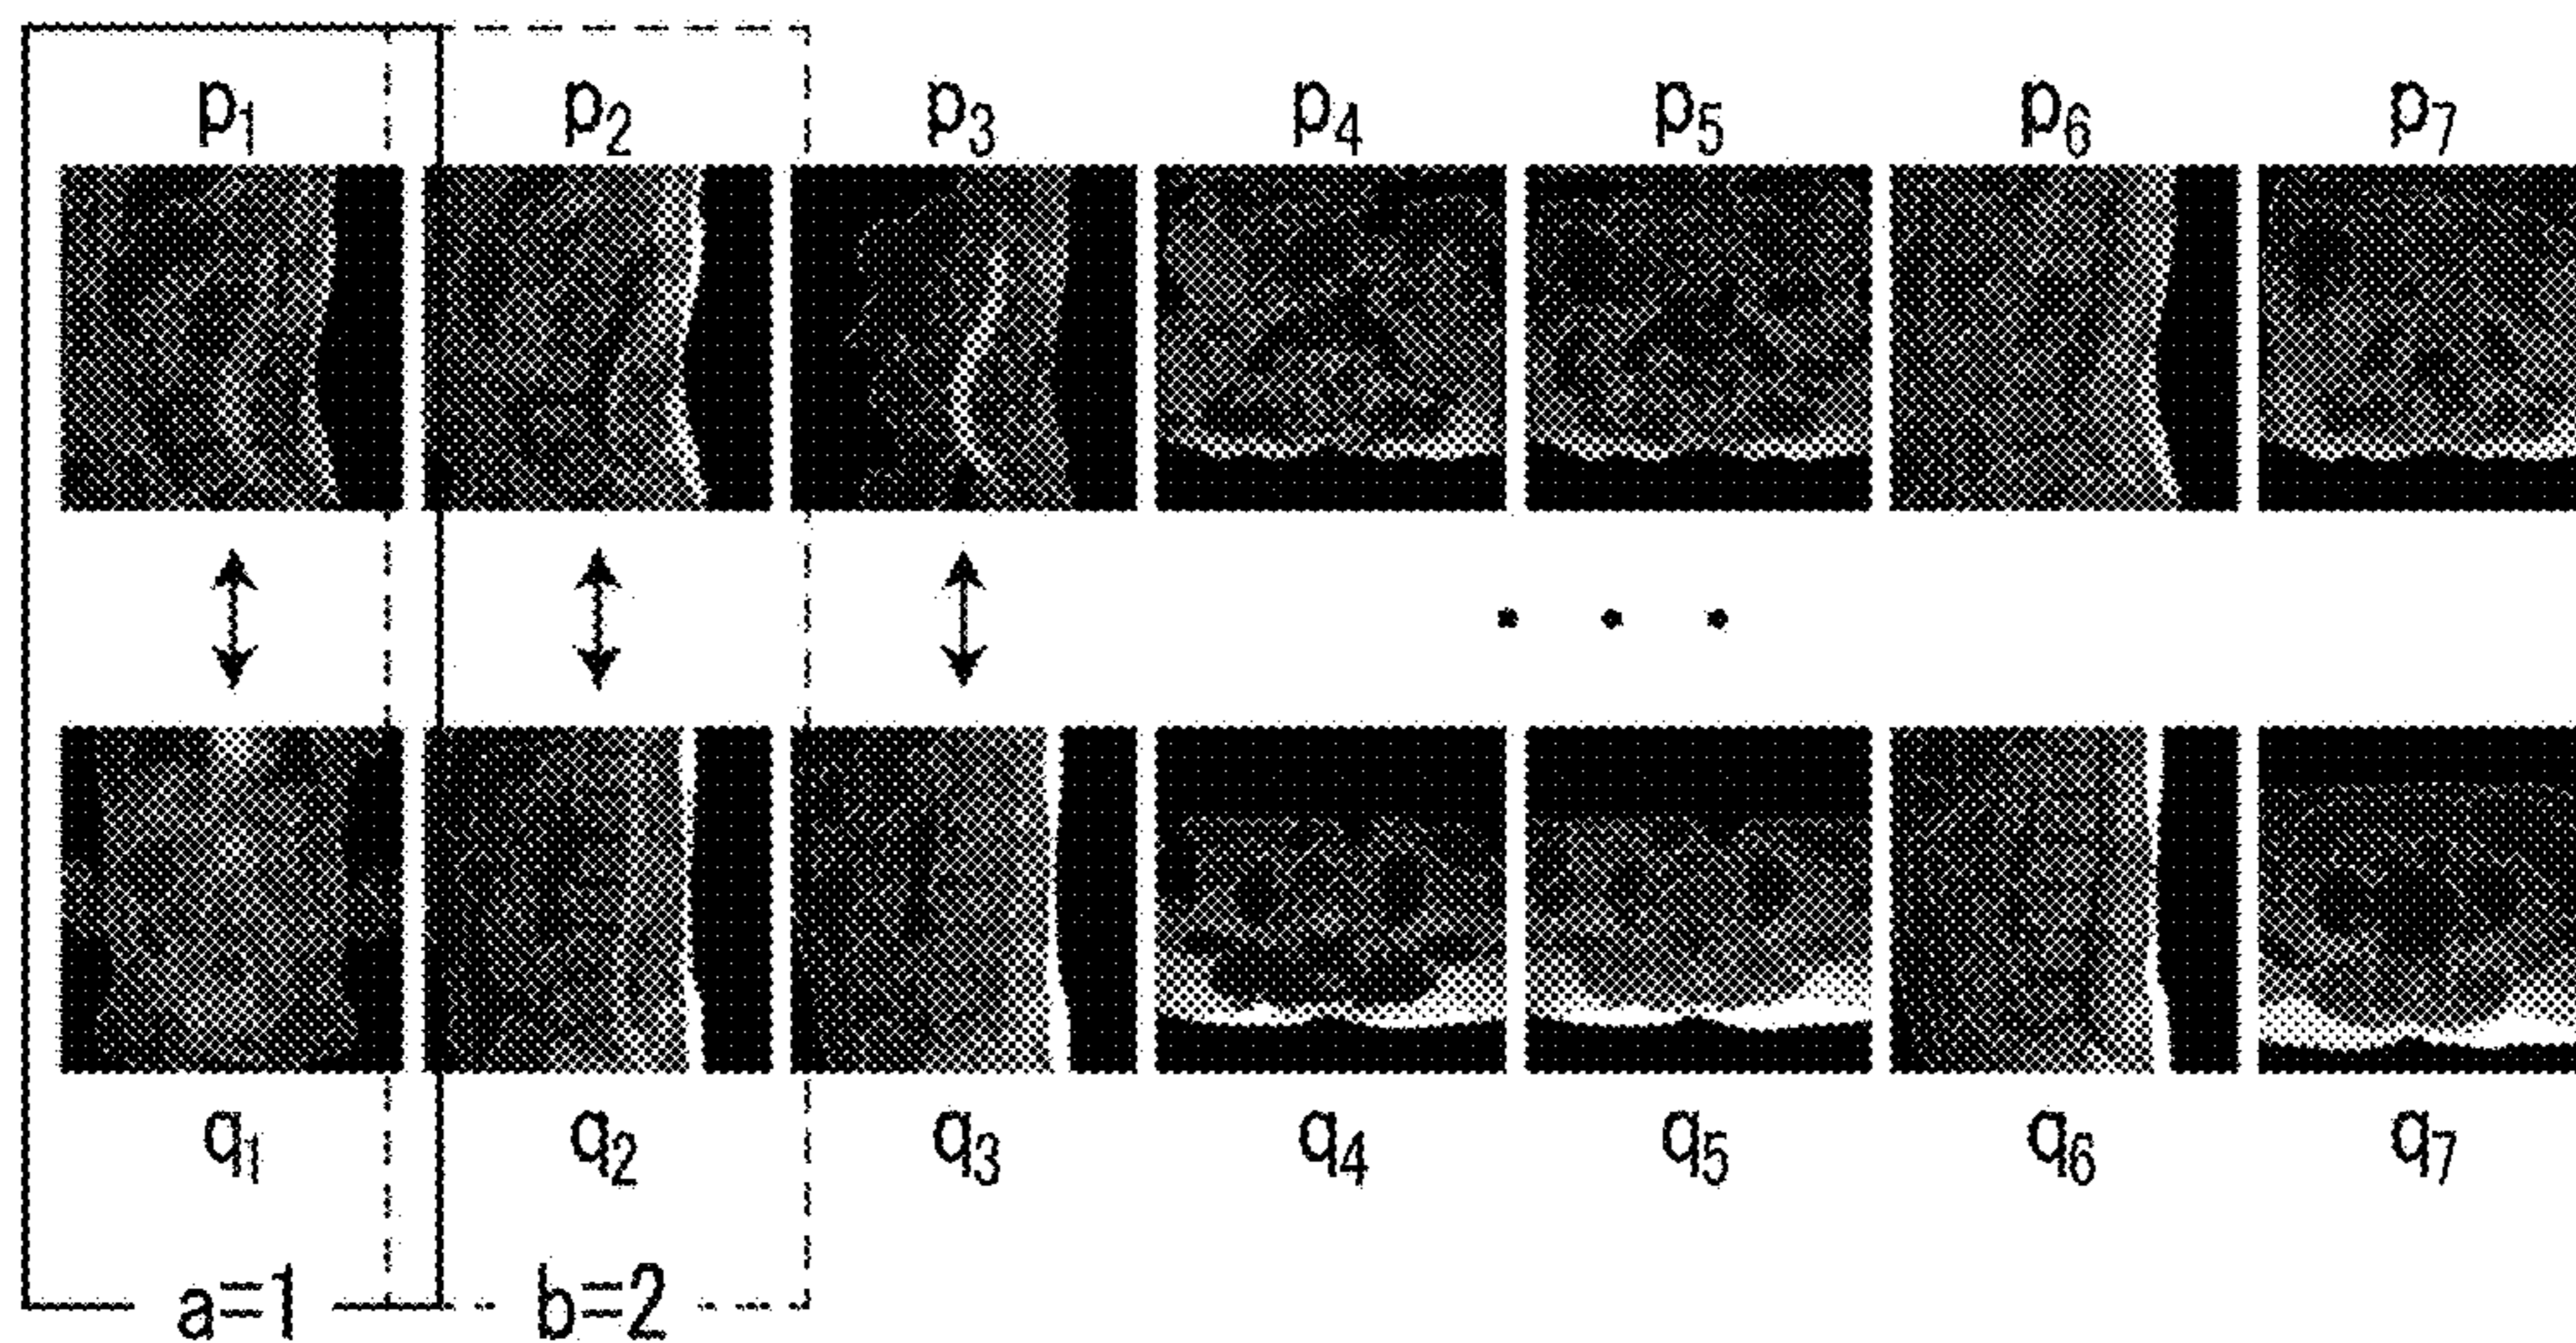 p₁ p₂ p₃ p₄ p₅ p₆ p₇
q₁ q₂ q₃ q₄ q₅ q₆ q₇
a=1 b=2